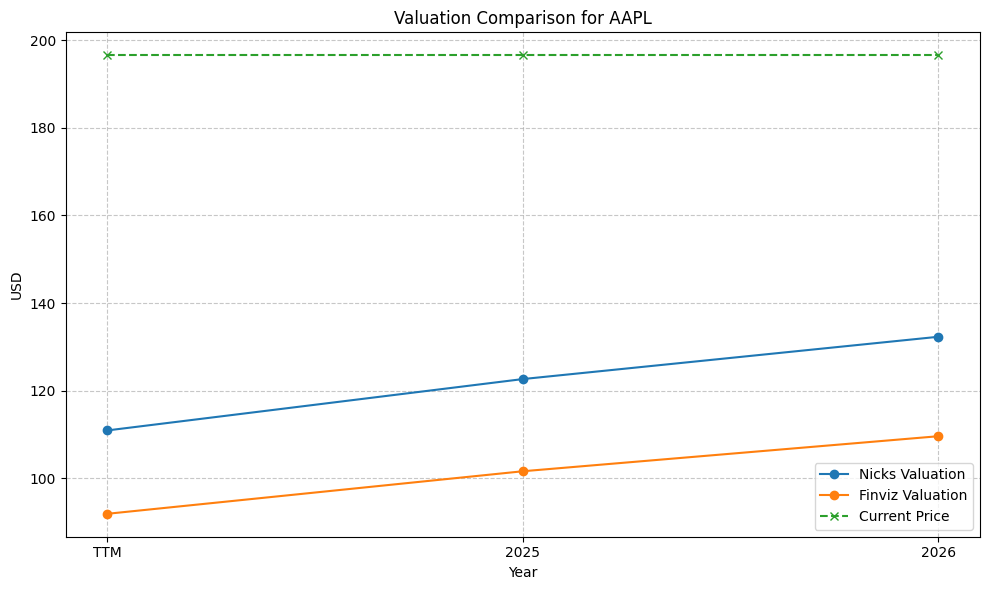 Valuation Comparison for AAPL
USD
200
180
160
140
120
100
Nicks Valuation
Finviz Valuation
Current Price
TTM
2025
2026
Year